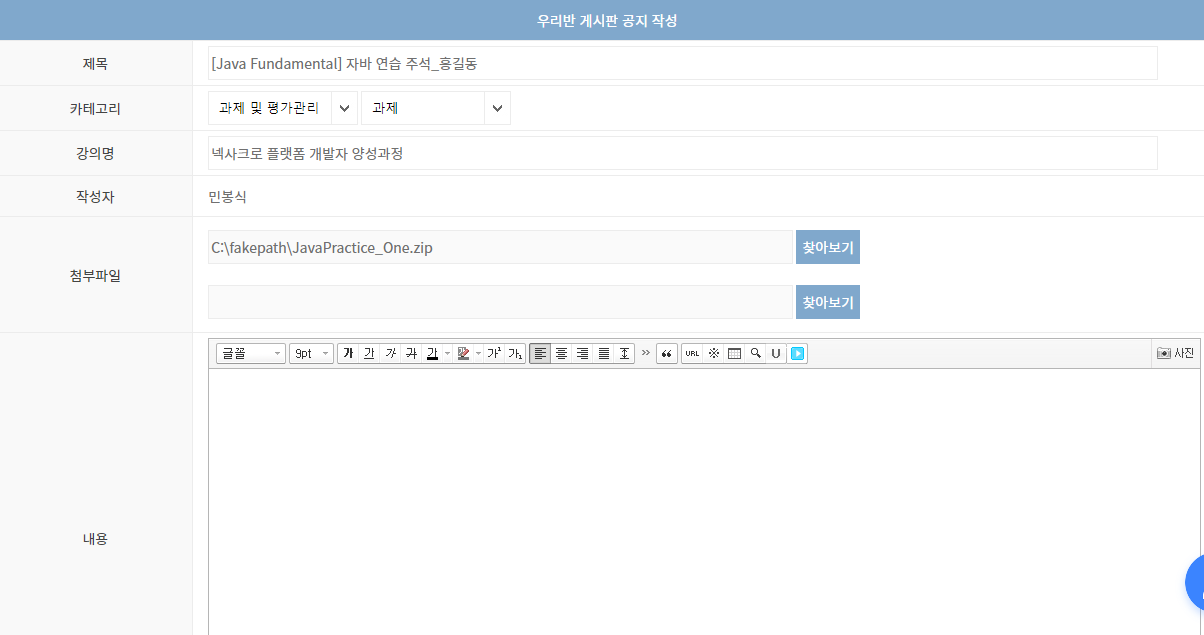 우리반 게시판 공지 작성
제목 [Java Fundamental] 자바 연습 주석_홍길동
카테고리 과제 및 평가관리 과제
강의명 넥사크로 플랫폼 개발자 양성과정
작성자 민봉식
첨부파일
C:\fakepath\JavaPractice_One.zip 찾아보기
찾아보기
글꼴 9pt 가 가 가 가 가 가¹ 가₁ » “ URL ※ U 사진
내용